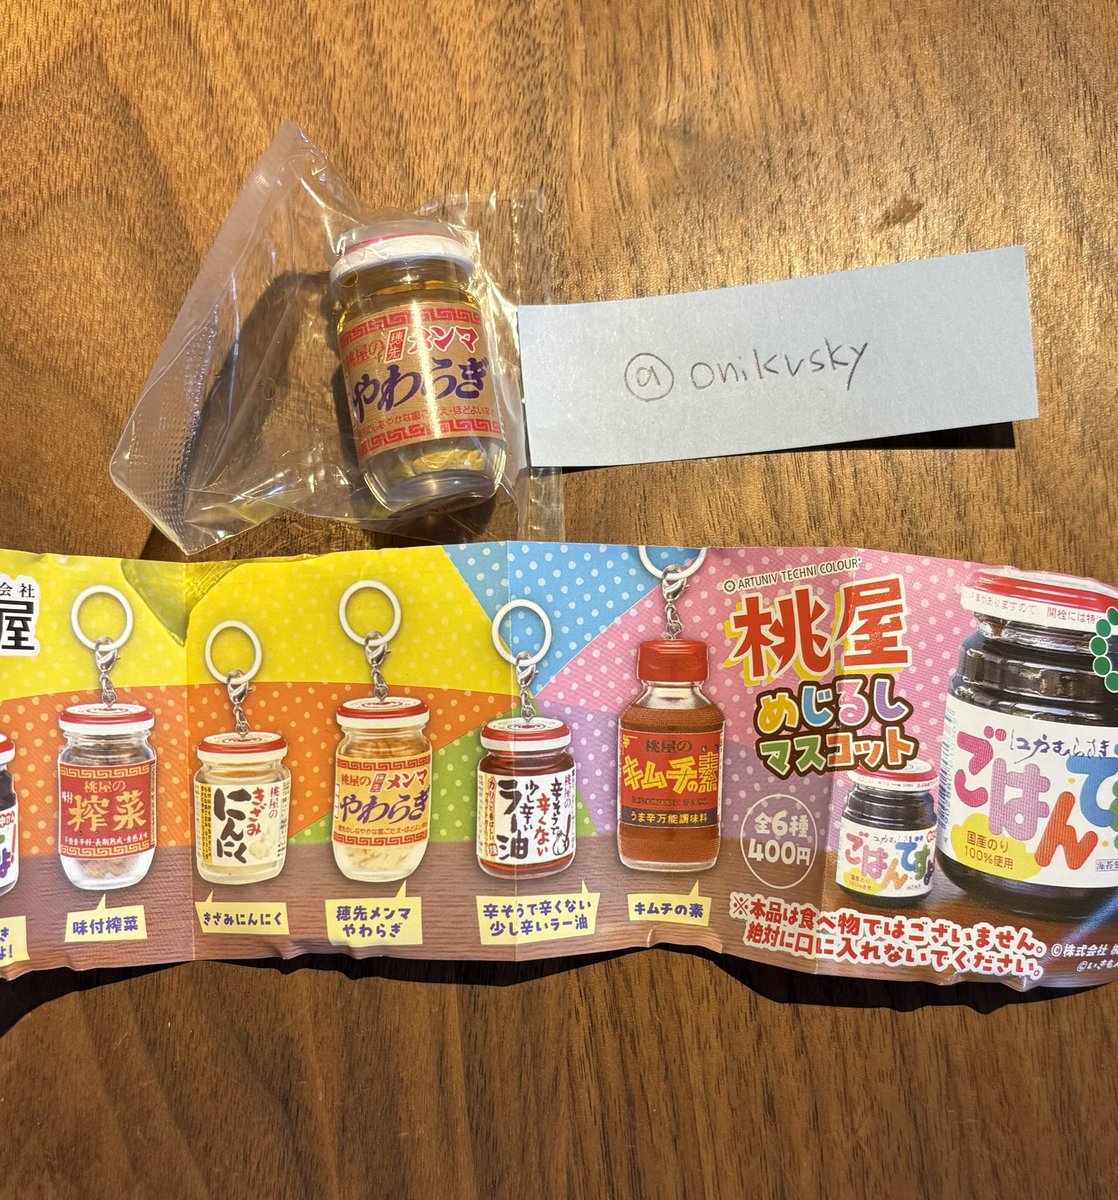 桃屋の穂先メンマ
やわらぎ
@onikusky
会社
屋
ARTUNIV TECHNI COLOUR
桃屋
めじるし
マスコット
全6種
400円
桃屋の
味付
搾菜
桃屋の
きざみ
にんにく
桃屋の穂先メンマ
やわらぎ
桃屋の
辛そうで
辛くない
少し辛い
ラー油
桃屋の
キムチの素
うま辛万能調味料
ごはんですよ
国産のり
100%使用
味付搾菜
きざみにんにく
穂先メンマ
やわらぎ
辛そうで辛くない
少し辛いラー油
キムチの素
※本品は食べ物ではございません。
絶対に口に入れないでください。
©株式会社